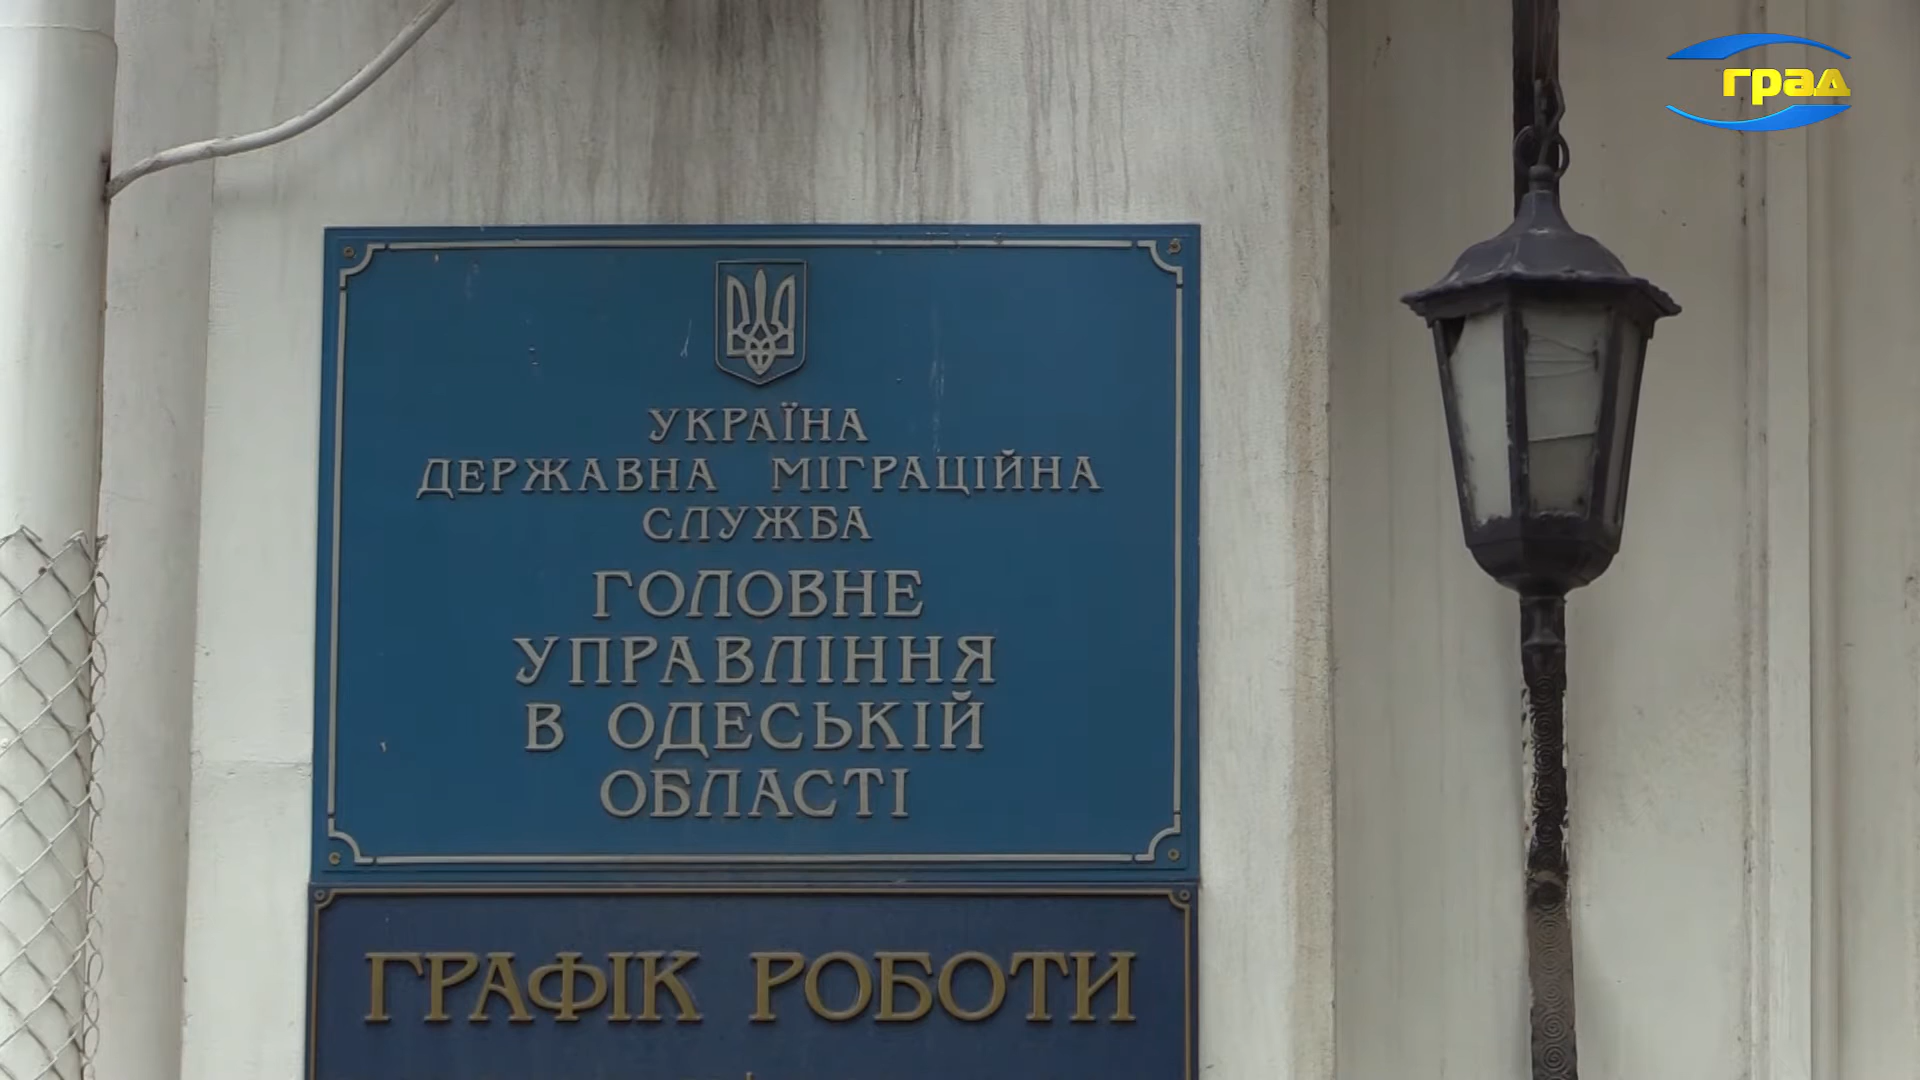 град
УКРАЇНА
ДЕРЖАВНА МІГРАЦІЙНА
СЛУЖБА
ГОЛОВНЕ
УПРАВЛІННЯ
В ОДЕСЬКІЙ
ОБЛАСТІ
ГРАФІК РОБОТИ